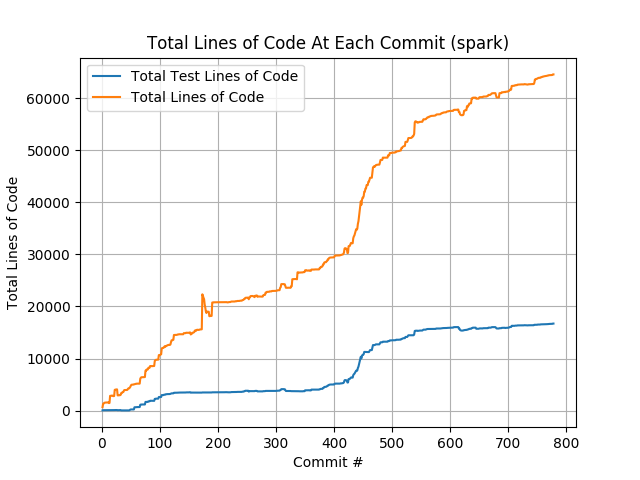 Total Lines of Code At Each Commit (spark)
Total Test Lines of Code
Total Lines of Code
Total Lines of Code
60000
50000
40000
30000
20000
10000
0
0 100 200 300 400 500 600 700 800
Commit #